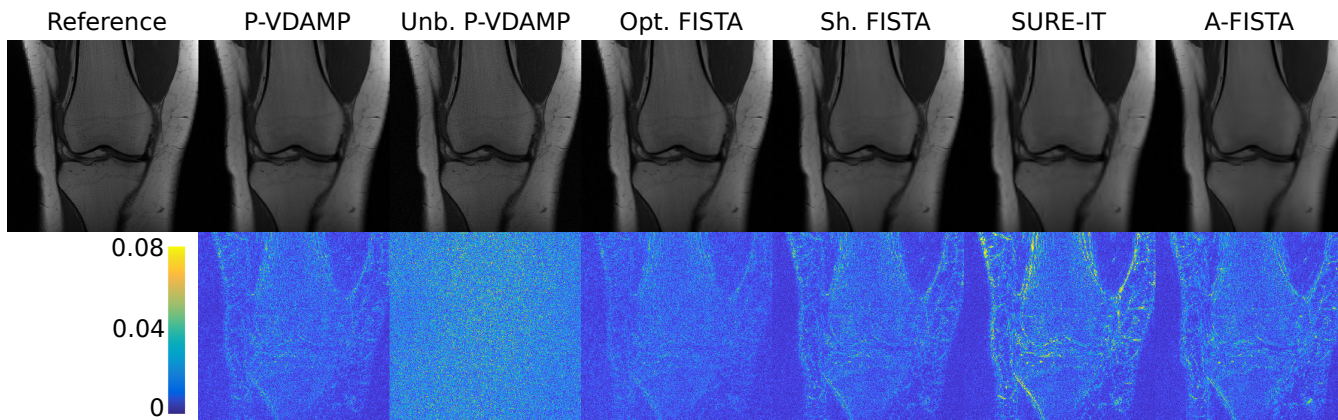 Reference P-VDAMP Unb. P-VDAMP Opt. FISTA Sh. FISTA SURE-IT A-FISTA
0.08
0.04
0